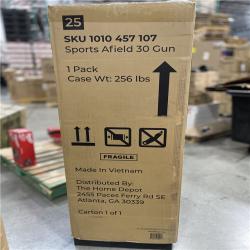 25
SKU 1010 457 107
Sports Afield 30 Gun
1 Pack
Case Wt: 256 lbs
FRAGILE
Made In Vietnam
Distributed By:
The Home Depot
2455 Paces Ferry Rd SE
Atlanta, GA 30339
Carton 1 of 1